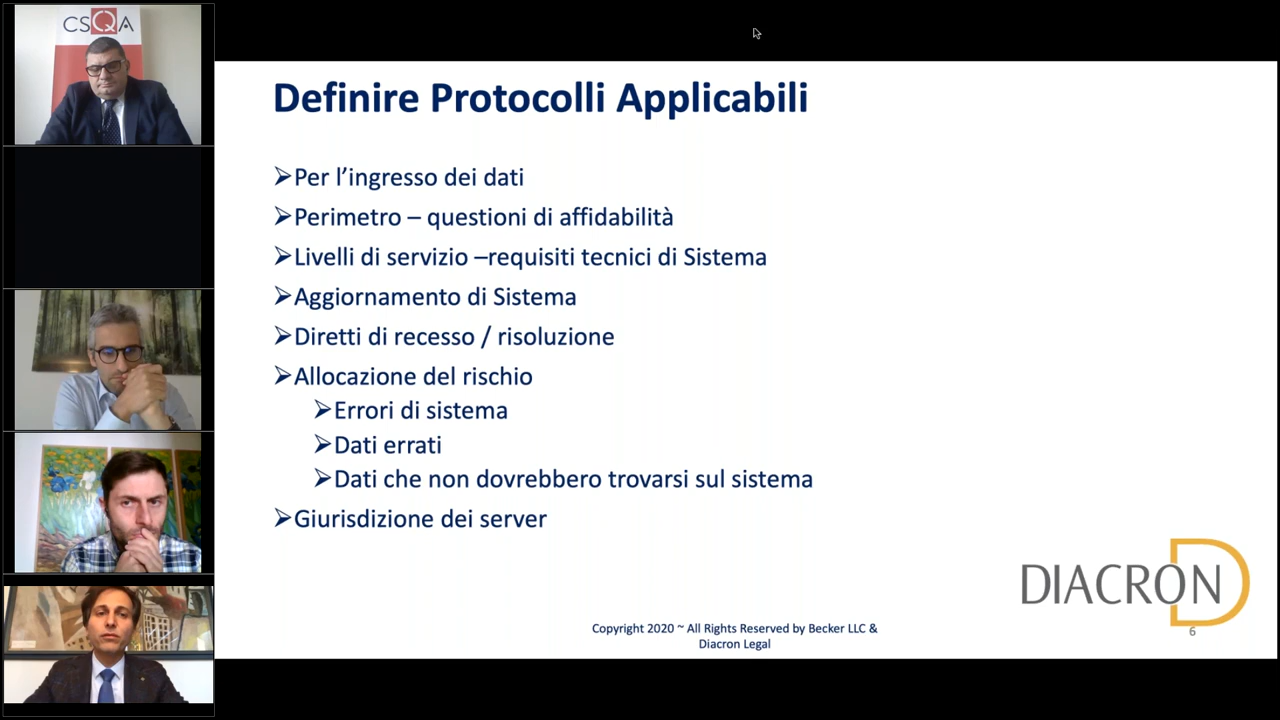 CSQA
Definire Protocolli Applicabili
Per l’ingresso dei dati
Perimetro – questioni di affidabilità
Livelli di servizio –requisiti tecnici di Sistema
Aggiornamento di Sistema
Diretti di recesso / risoluzione
Allocazione del rischio
Errori di sistema
Dati errati
Dati che non dovrebbero trovarsi sul sistema
Giurisdizione dei server
DIACRON
6
Copyright 2020 ~ All Rights Reserved by Becker LLC &
Diacron Legal